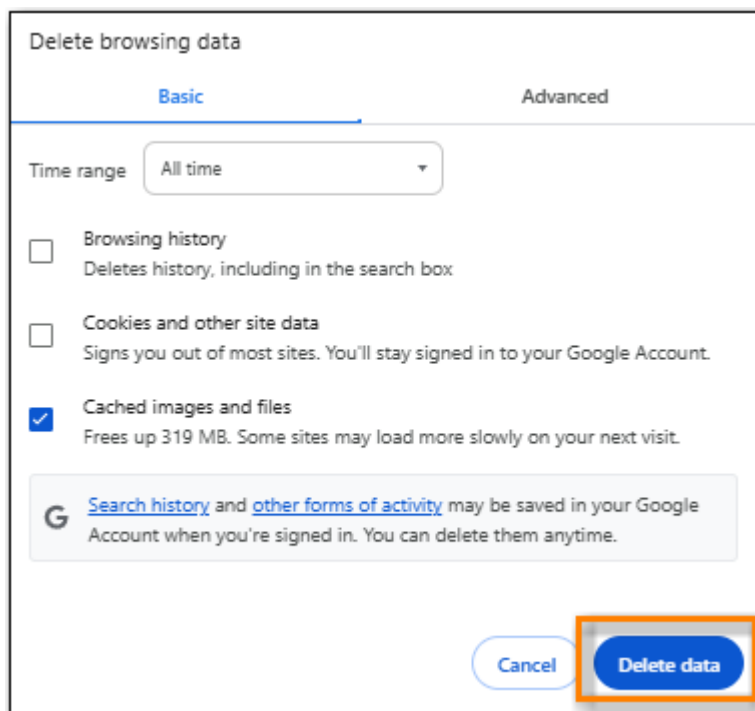 Delete browsing data
Basic
Advanced
Time range
All time
Browsing history
Deletes history, including in the search box
Cookies and other site data
Signs you out of most sites. You'll stay signed in to your Google Account.
Cached images and files
Frees up 319 MB. Some sites may load more slowly on your next visit.
G
Search history and other forms of activity may be saved in your Google
Account when you're signed in. You can delete them anytime.
Cancel
Delete data